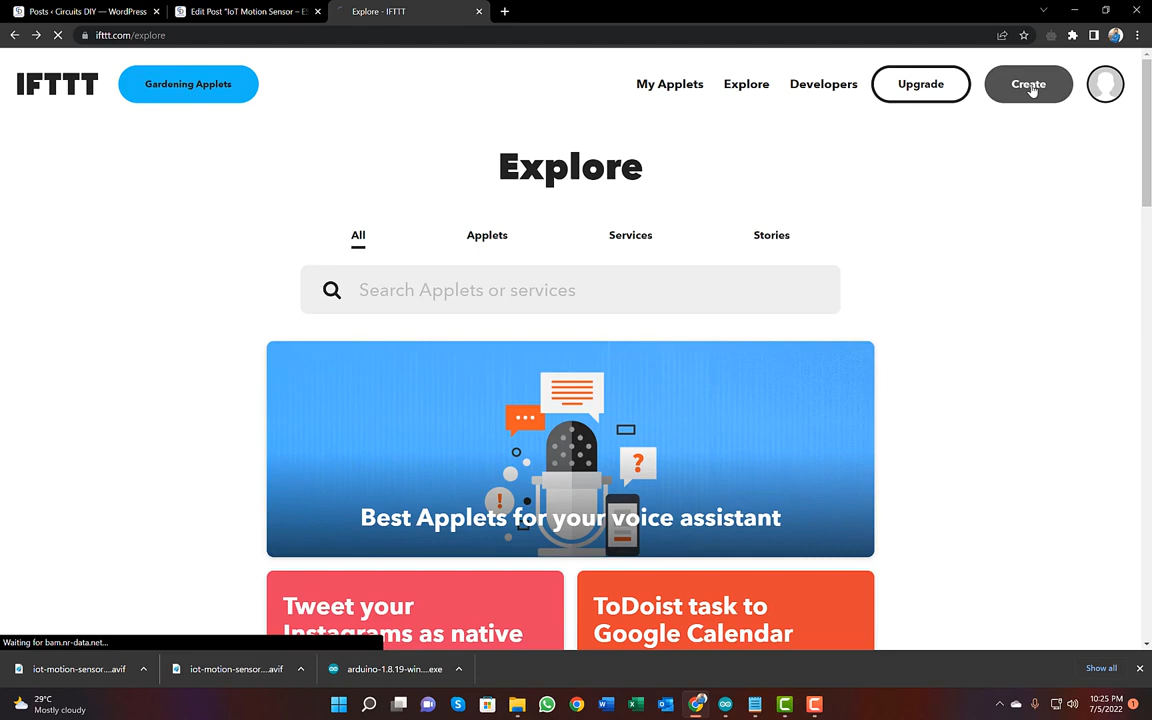 Posts ‹ Circuits DIY — WordPress
Edit Post "IoT Motion Sensor – ES
Explore - IFTTT
ifttt.com/explore
IFTTT
Gardening Applets
My Applets
Explore
Developers
Upgrade
Create
Explore
All
Applets
Services
Stories
Search Applets or services
Best Applets for your voice assistant
Tweet your
Instagrams as native
ToDoist task to
Google Calendar
Waiting for bam.nr-data.net...
iot-motion-sensor....avif
iot-motion-sensor....avif
arduino-1.8.19-win....exe
Show all
29°C
Mostly cloudy
10:25 PM
7/5/2022